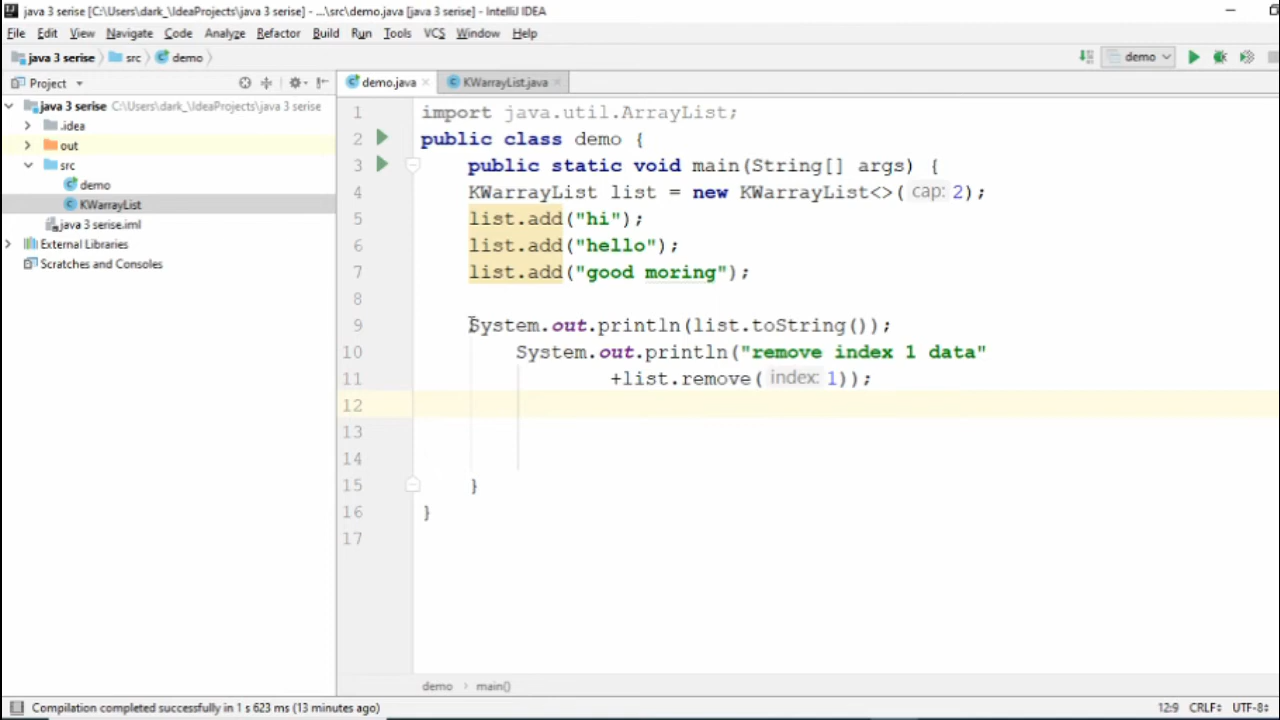 java 3 serise [C:\Users\dark_\IdeaProjects\java 3 serise] - ...\src\demo.java [java 3 serise] - IntelliJ IDEA
File Edit View Navigate Code Analyze Refactor Build Run Tools VCS Window Help
java 3 serise src demo demo
Project demo.java KWarrayList.java
java 3 serise C:\Users\dark_\IdeaProjects\java 3 serise
.idea
out
src
demo
KWarrayList
java 3 serise.iml
External Libraries
Scratches and Consoles
1 import java.util.ArrayList;
2 public class demo {
3 public static void main(String[] args) {
4 KWarrayList list = new KWarrayList<>( cap: 2);
5 list.add("hi");
6 list.add("hello");
7 list.add("good moring");
8
9 System.out.println(list.toString());
10 System.out.println("remove index 1 data"
11 +list.remove( index: 1));
12
13
14
15 }
16 }
17
demo main()
Compilation completed successfully in 1 s 623 ms (13 minutes ago) 12:9 CRLF UTF-8